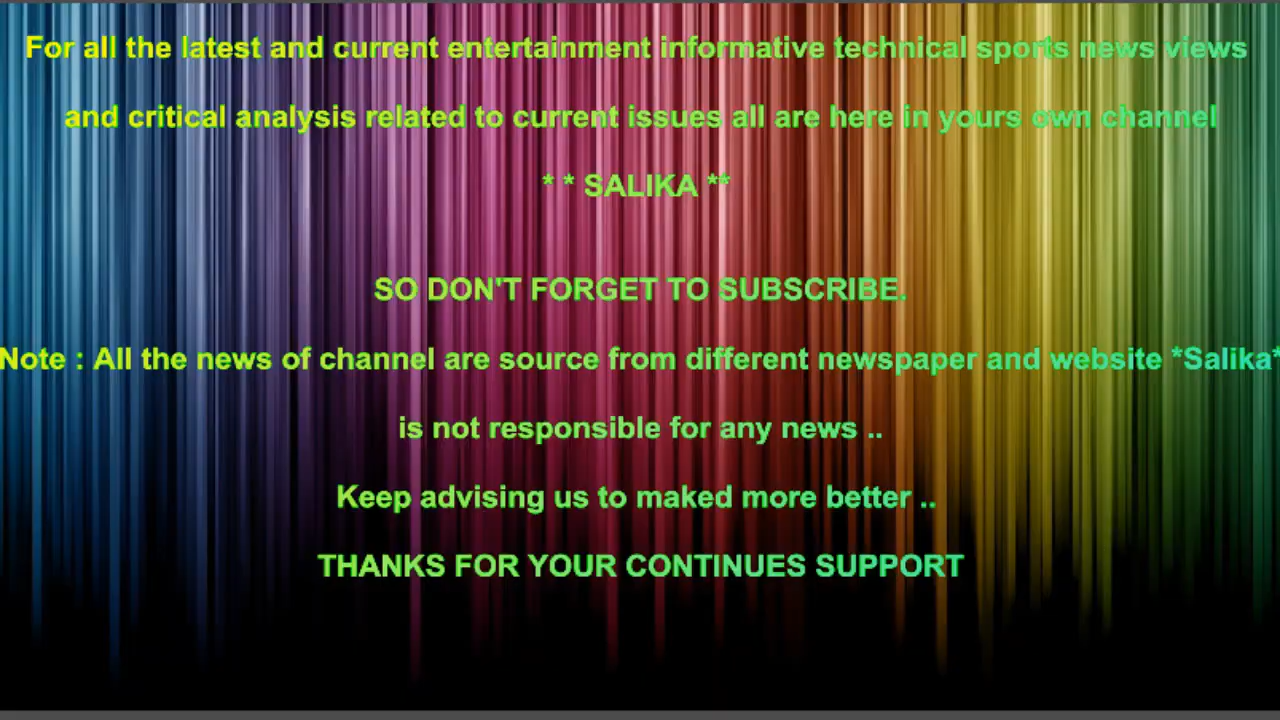 For all the latest and current entertainment informative technical sports news views
and critical analysis related to current issues all are here in yours own channel
* * SALIKA **
SO DON'T FORGET TO SUBSCRIBE.
Note : All the news of channel are source from different newspaper and website *Salika*
is not responsible for any news ..
Keep advising us to maked more better ..
THANKS FOR YOUR CONTINUES SUPPORT